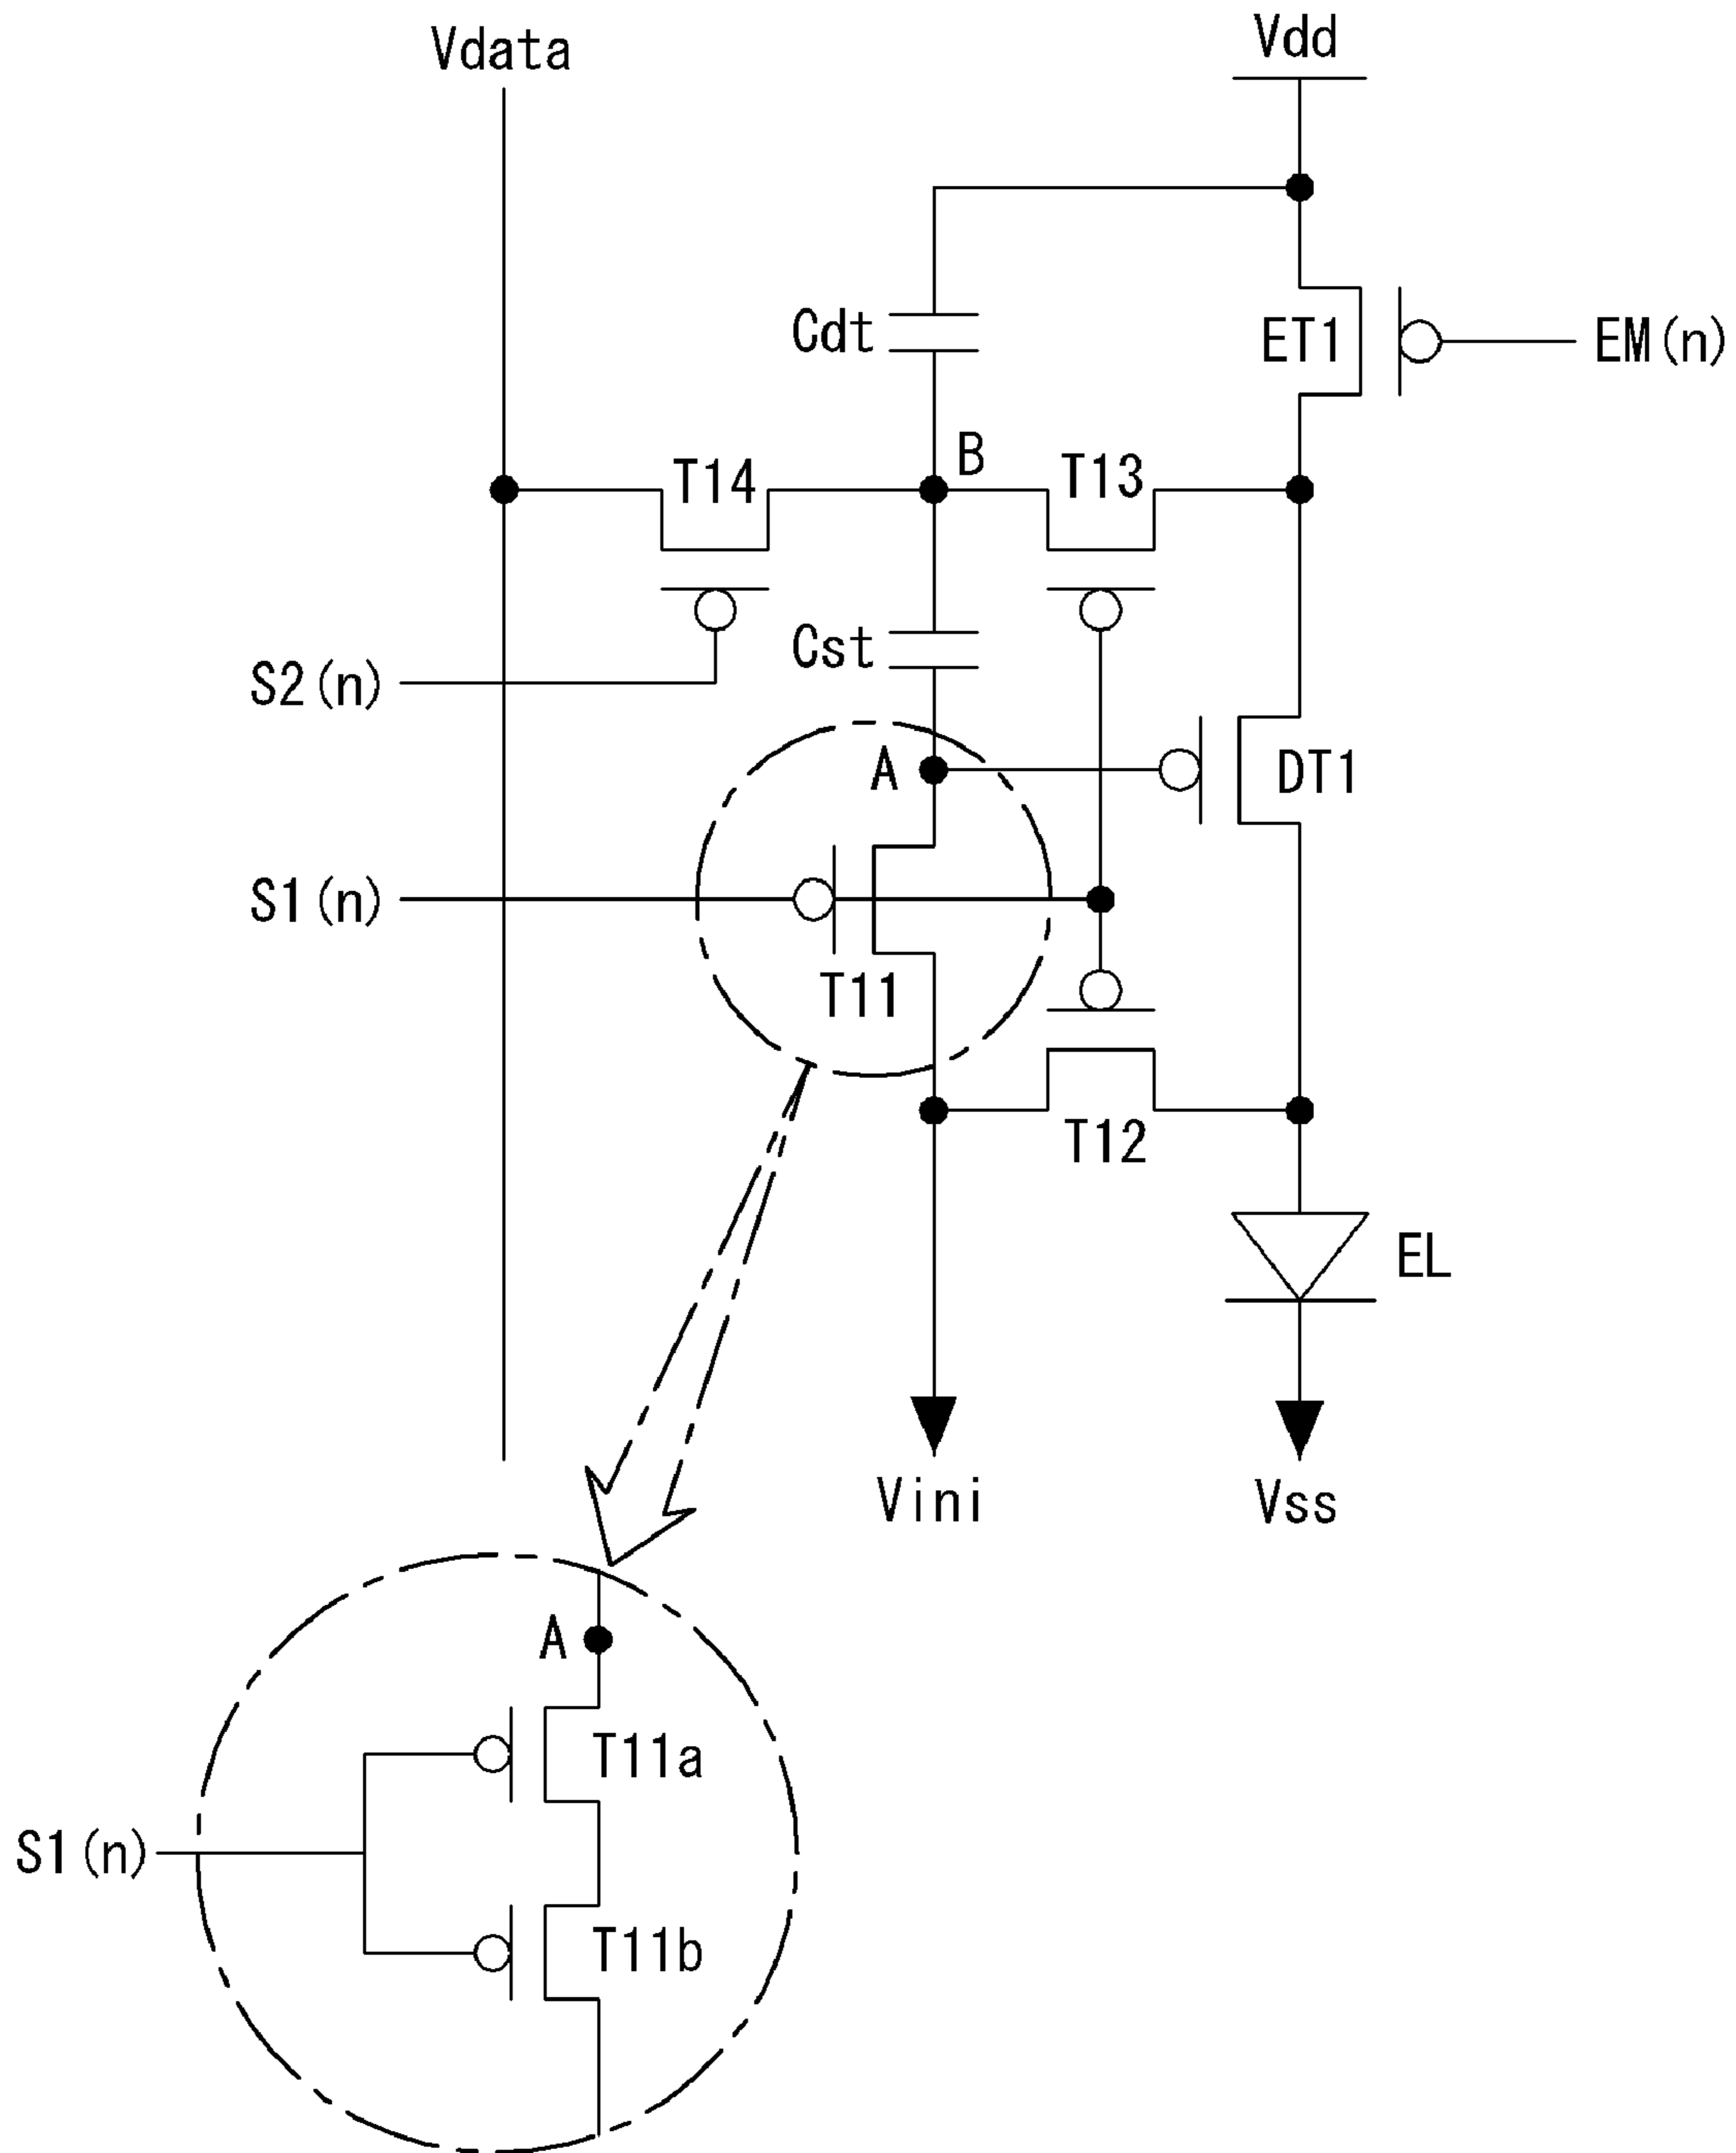 Vdata
Vdd
Cdt
ET1
EM(n)
T14
B
T13
Cst
S2(n)
A
DT1
S1(n)
T11
T12
EL
Vini
Vss
A
T11a
S1(n)
T11b